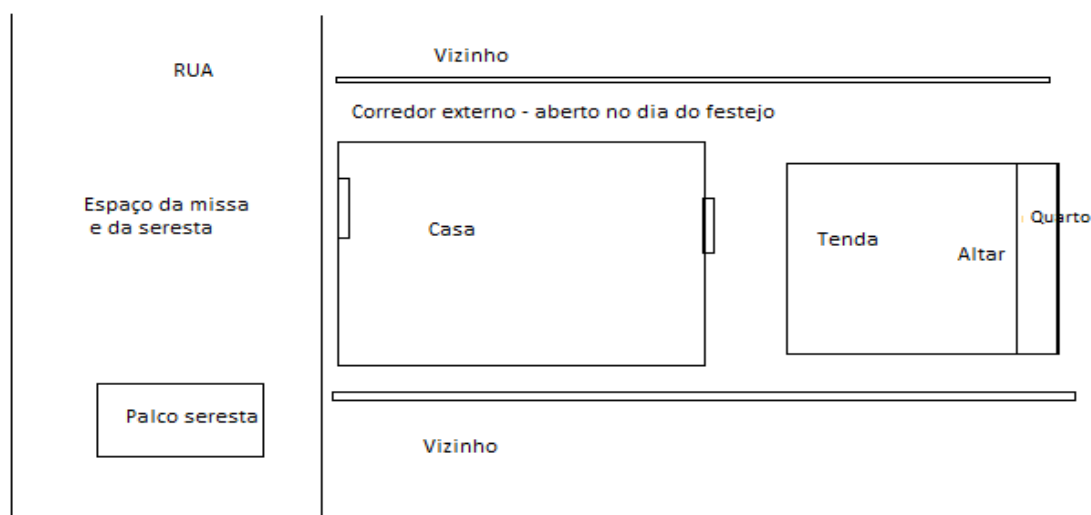 Vizinho
RUA
Corredor externo - aberto no dia do festejo
Espaço da missa
e da seresta
Casa
Tenda
Altar
Quarto
Palco seresta
Vizinho